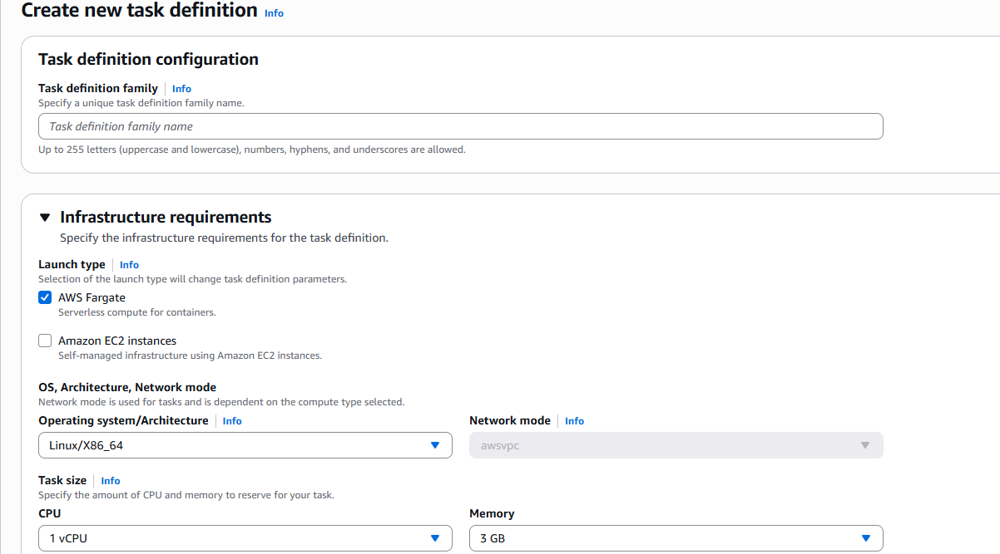 Create new task definition Info
Task definition configuration
Task definition family Info
Specify a unique task definition family name.
Task definition family name
Up to 255 letters (uppercase and lowercase), numbers, hyphens, and underscores are allowed.
Infrastructure requirements
Specify the infrastructure requirements for the task definition.
Launch type Info
Selection of the launch type will change task definition parameters.
AWS Fargate
Serverless compute for containers.
Amazon EC2 instances
Self-managed infrastructure using Amazon EC2 instances.
OS, Architecture, Network mode
Network mode is used for tasks and is dependent on the compute type selected.
Operating system/Architecture Info
Linux/X86_64
Network mode Info
awsvpc
Task size Info
Specify the amount of CPU and memory to reserve for your task.
CPU
1 vCPU
Memory
3 GB